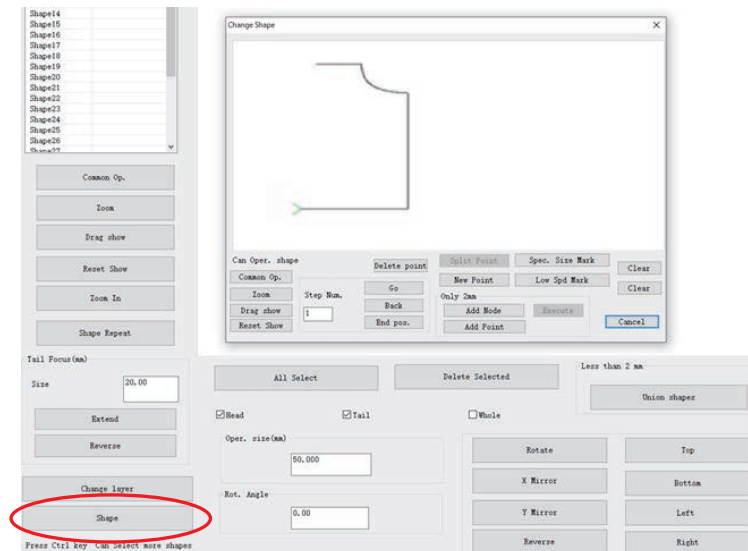 Shape14
Shape15
Shape16
Shape17
Shape18
Shape19
Shape20
Shape21
Shape22
Shape23
Shape24
Shape25
Shape26
Shape27
Common Op.
Zoom
Drag show
Reset Show
Zoom In
Shape Repeat
Tail Focus(mm)
Size
20.00
Extend
Reverse
Change layer
Shape
Press Ctrl key Can Select more shapes
Change Shape
Can Oper. shape
Common Op.
Zoom
Drag show
Reset Show
Step Num.
1
Delete point
Go
Back
End pos.
Split Point
Spec. Size Mark
Clear
New Point
Low Spd Mark
Clear
Only 2mm
Add Node
Execute
Add Point
Cancel
All Select
Delete Selected
Less than 2 mm
Union shapes
Head
Tail
Whole
Oper. size(mm)
50.000
Rot. Angle
0.00
Rotate
Top
X Mirror
Bottom
Y Mirror
Left
Reverse
Right